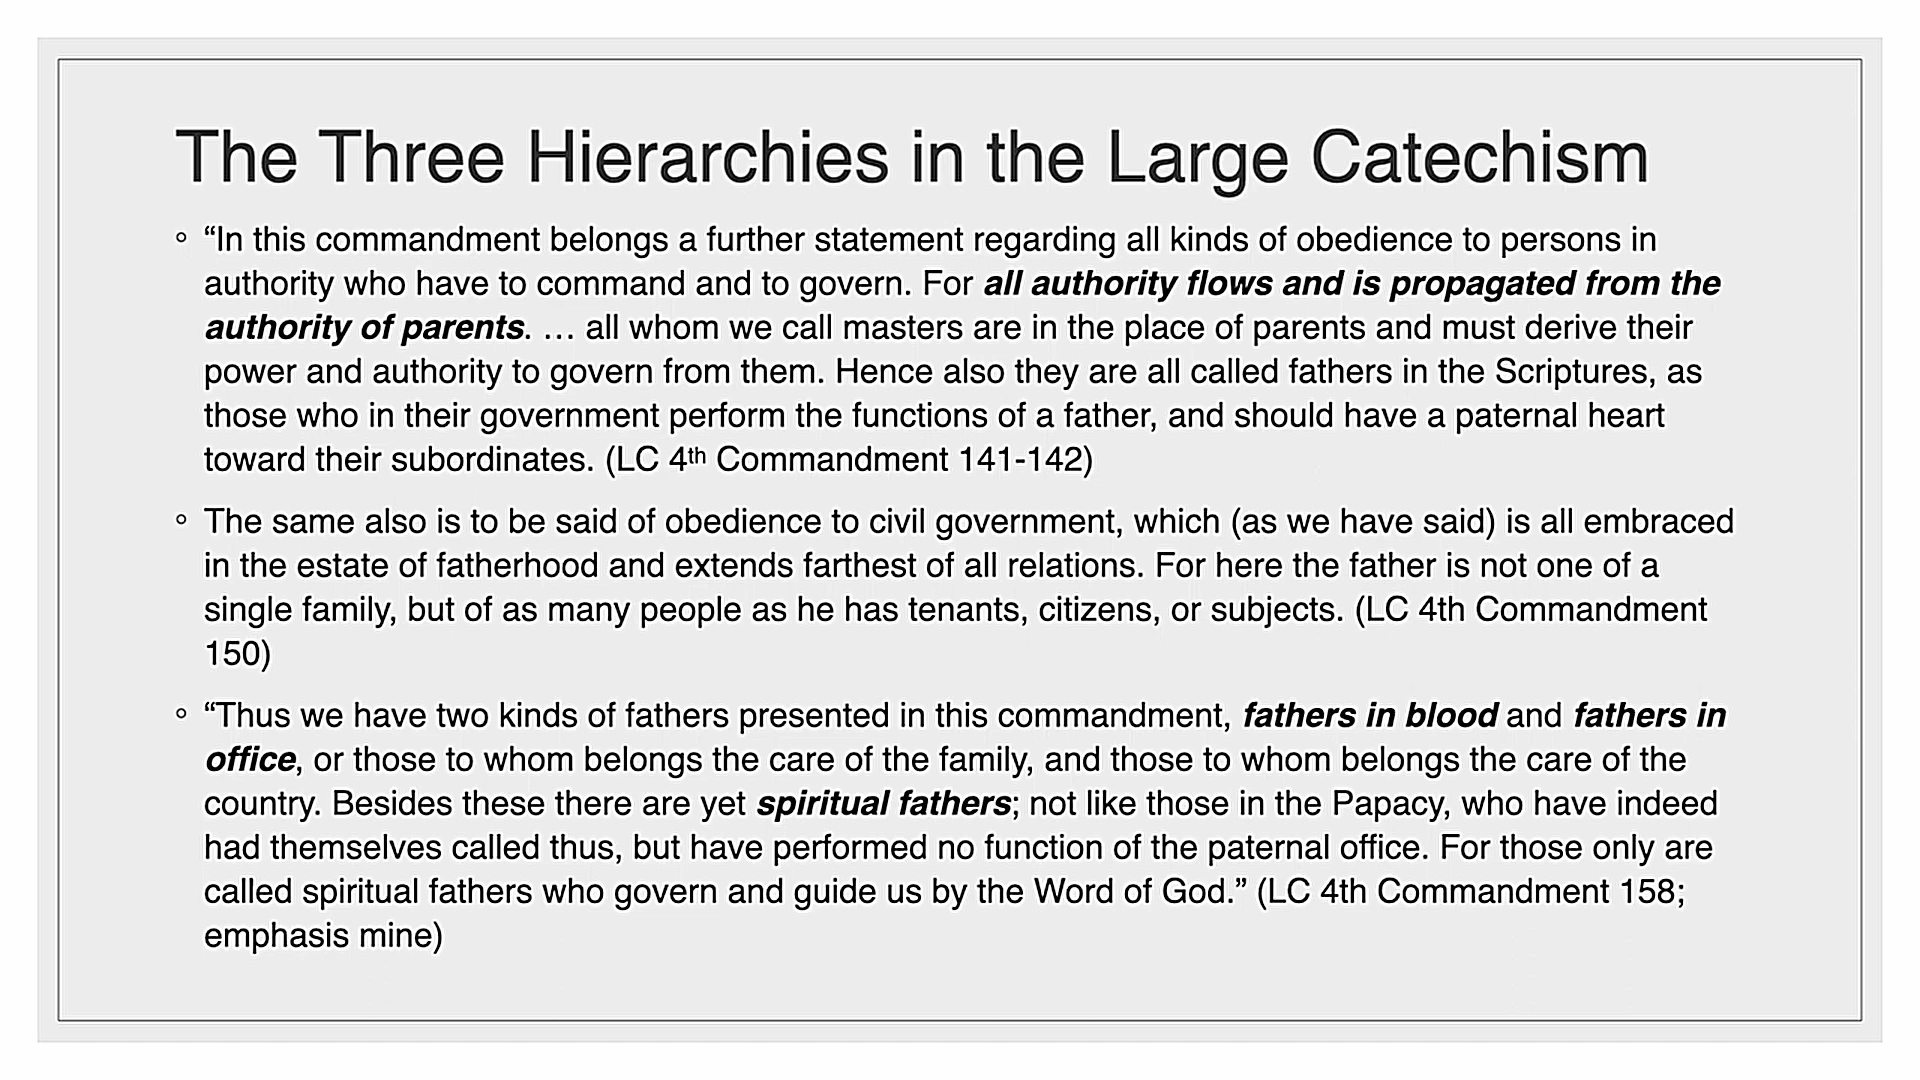 The Three Hierarchies in the Large Catechism
◦ “In this commandment belongs a further statement regarding all kinds of obedience to persons in
authority who have to command and to govern. For all authority flows and is propagated from the
authority of parents. … all whom we call masters are in the place of parents and must derive their
power and authority to govern from them. Hence also they are all called fathers in the Scriptures, as
those who in their government perform the functions of a father, and should have a paternal heart
toward their subordinates. (LC 4th Commandment 141-142)
◦ The same also is to be said of obedience to civil government, which (as we have said) is all embraced
in the estate of fatherhood and extends farthest of all relations. For here the father is not one of a
single family, but of as many people as he has tenants, citizens, or subjects. (LC 4th Commandment
150)
◦ “Thus we have two kinds of fathers presented in this commandment, fathers in blood and fathers in
office, or those to whom belongs the care of the family, and those to whom belongs the care of the
country. Besides these there are yet spiritual fathers; not like those in the Papacy, who have indeed
had themselves called thus, but have performed no function of the paternal office. For those only are
called spiritual fathers who govern and guide us by the Word of God.” (LC 4th Commandment 158;
emphasis mine)